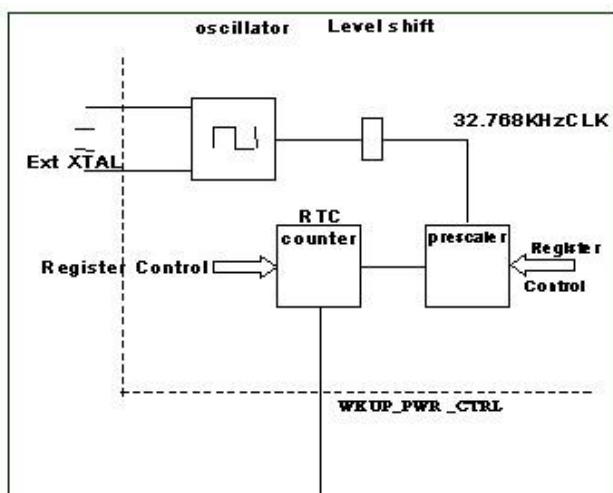 oscillator Level shift
32.768KHzCLK
Ext XTAL
RTC
counter
prescaler
Register Control
Register
Control
WKUP_PWR_CTRL